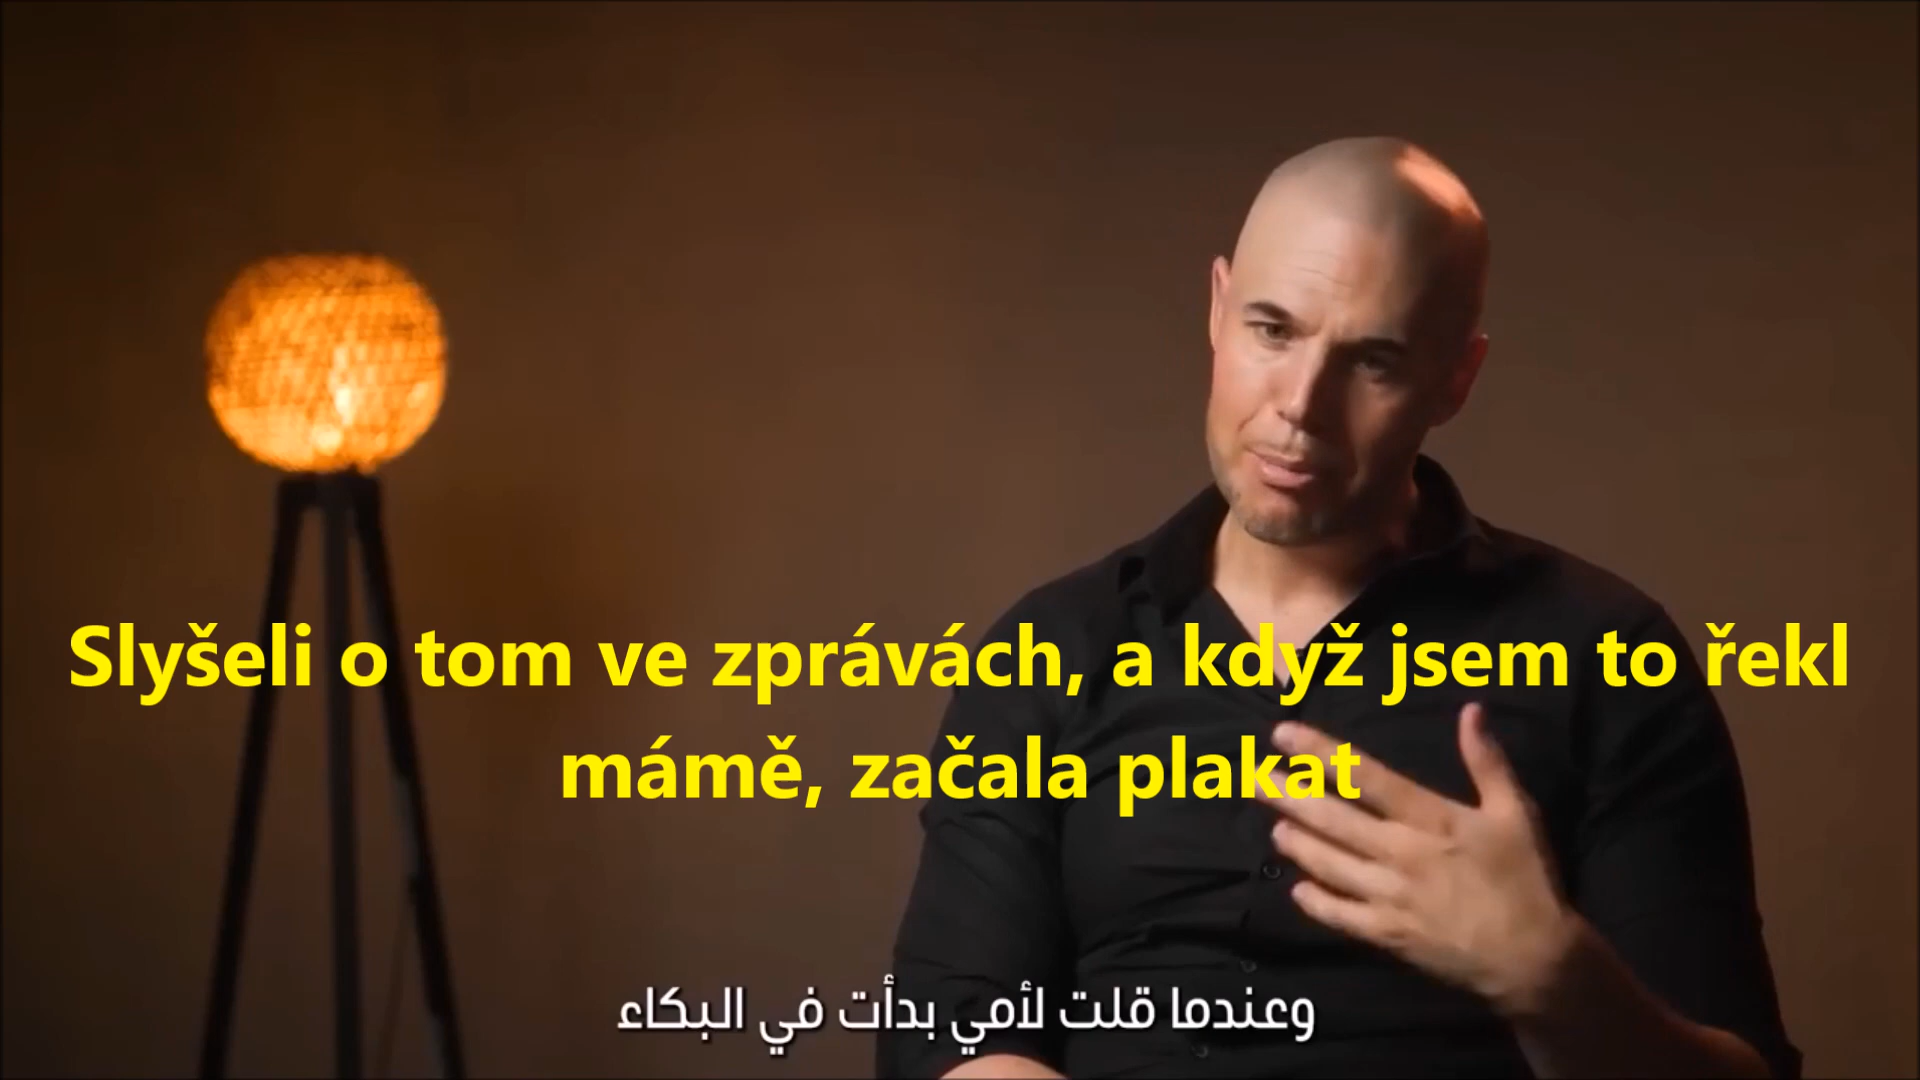 Slyšeli o tom ve zprávách, a když jsem to řekl
mámě, začala plakat
وعندما قلت لأمي بدأت في البكاء